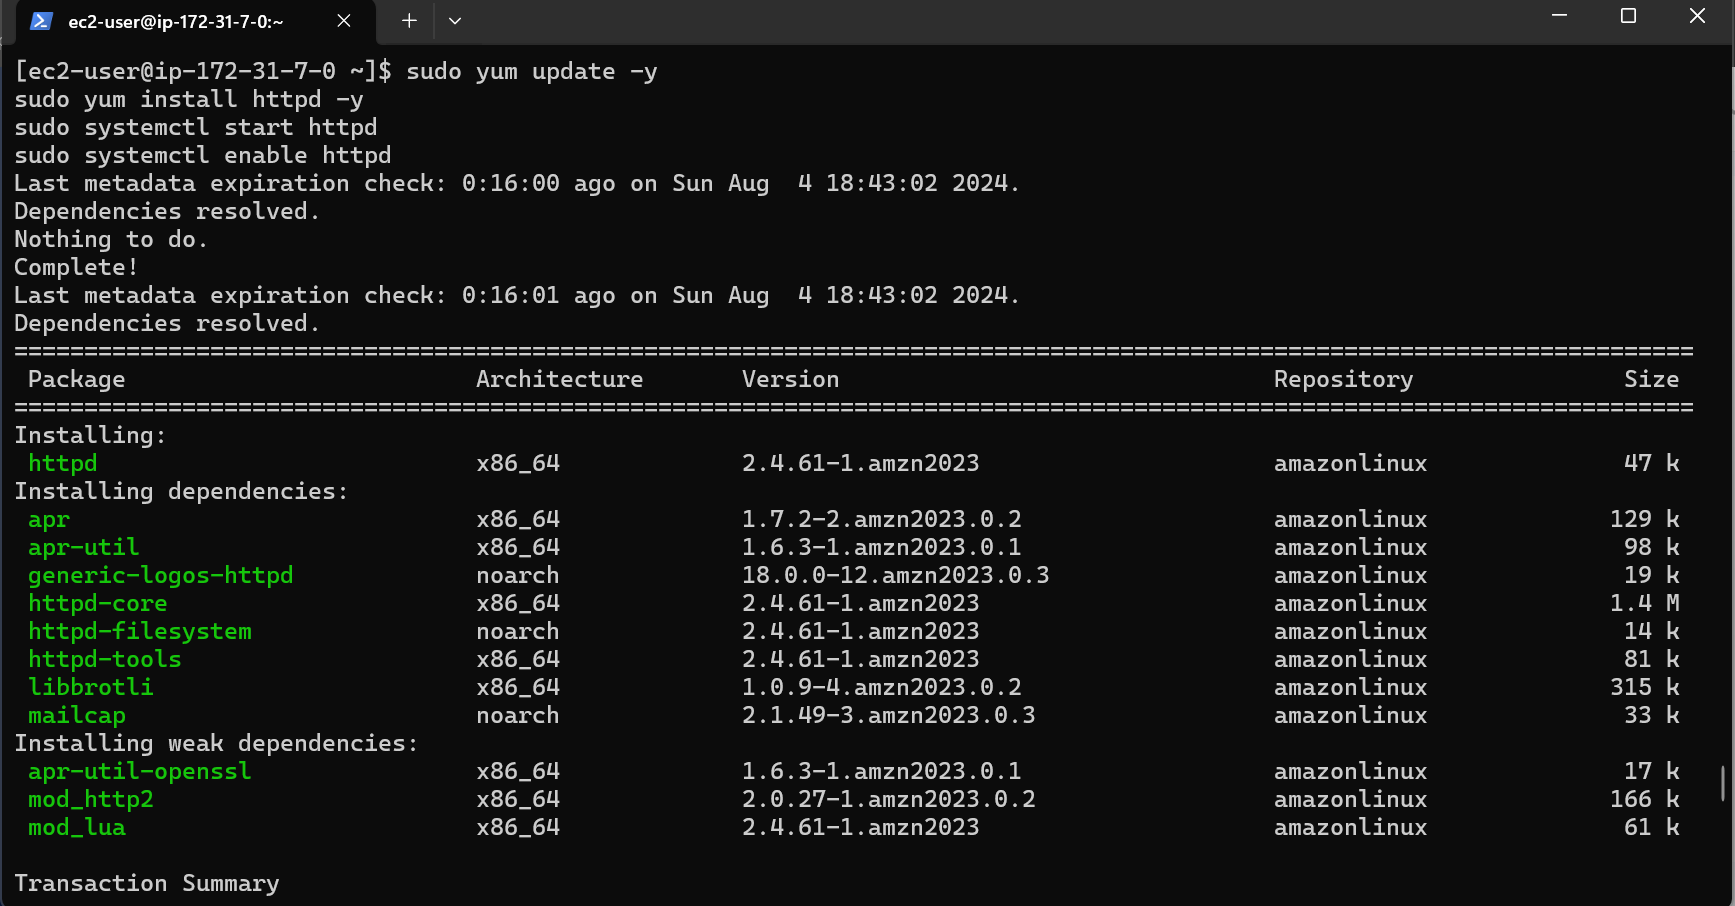 ec2-user@ip-172-31-7-0:~
[ec2-user@ip-172-31-7-0 ~]$ sudo yum update -y
sudo yum install httpd -y
sudo systemctl start httpd
sudo systemctl enable httpd
Last metadata expiration check: 0:16:00 ago on Sun Aug  4 18:43:02 2024.
Dependencies resolved.
Nothing to do.
Complete!
Last metadata expiration check: 0:16:01 ago on Sun Aug  4 18:43:02 2024.
Dependencies resolved.
========================================================================================================================
Package Architecture Version Repository Size
========================================================================================================================
Installing:
httpd x86_64 2.4.61-1.amzn2023 amazonlinux 47 k
Installing dependencies:
apr x86_64 1.7.2-2.amzn2023.0.2 amazonlinux 129 k
apr-util x86_64 1.6.3-1.amzn2023.0.1 amazonlinux 98 k
generic-logos-httpd noarch 18.0.0-12.amzn2023.0.3 amazonlinux 19 k
httpd-core x86_64 2.4.61-1.amzn2023 amazonlinux 1.4 M
httpd-filesystem noarch 2.4.61-1.amzn2023 amazonlinux 14 k
httpd-tools x86_64 2.4.61-1.amzn2023 amazonlinux 81 k
libbrotli x86_64 1.0.9-4.amzn2023.0.2 amazonlinux 315 k
mailcap noarch 2.1.49-3.amzn2023.0.3 amazonlinux 33 k
Installing weak dependencies:
apr-util-openssl x86_64 1.6.3-1.amzn2023.0.1 amazonlinux 17 k
mod_http2 x86_64 2.0.27-1.amzn2023.0.2 amazonlinux 166 k
mod_lua x86_64 2.4.61-1.amzn2023 amazonlinux 61 k
Transaction Summary